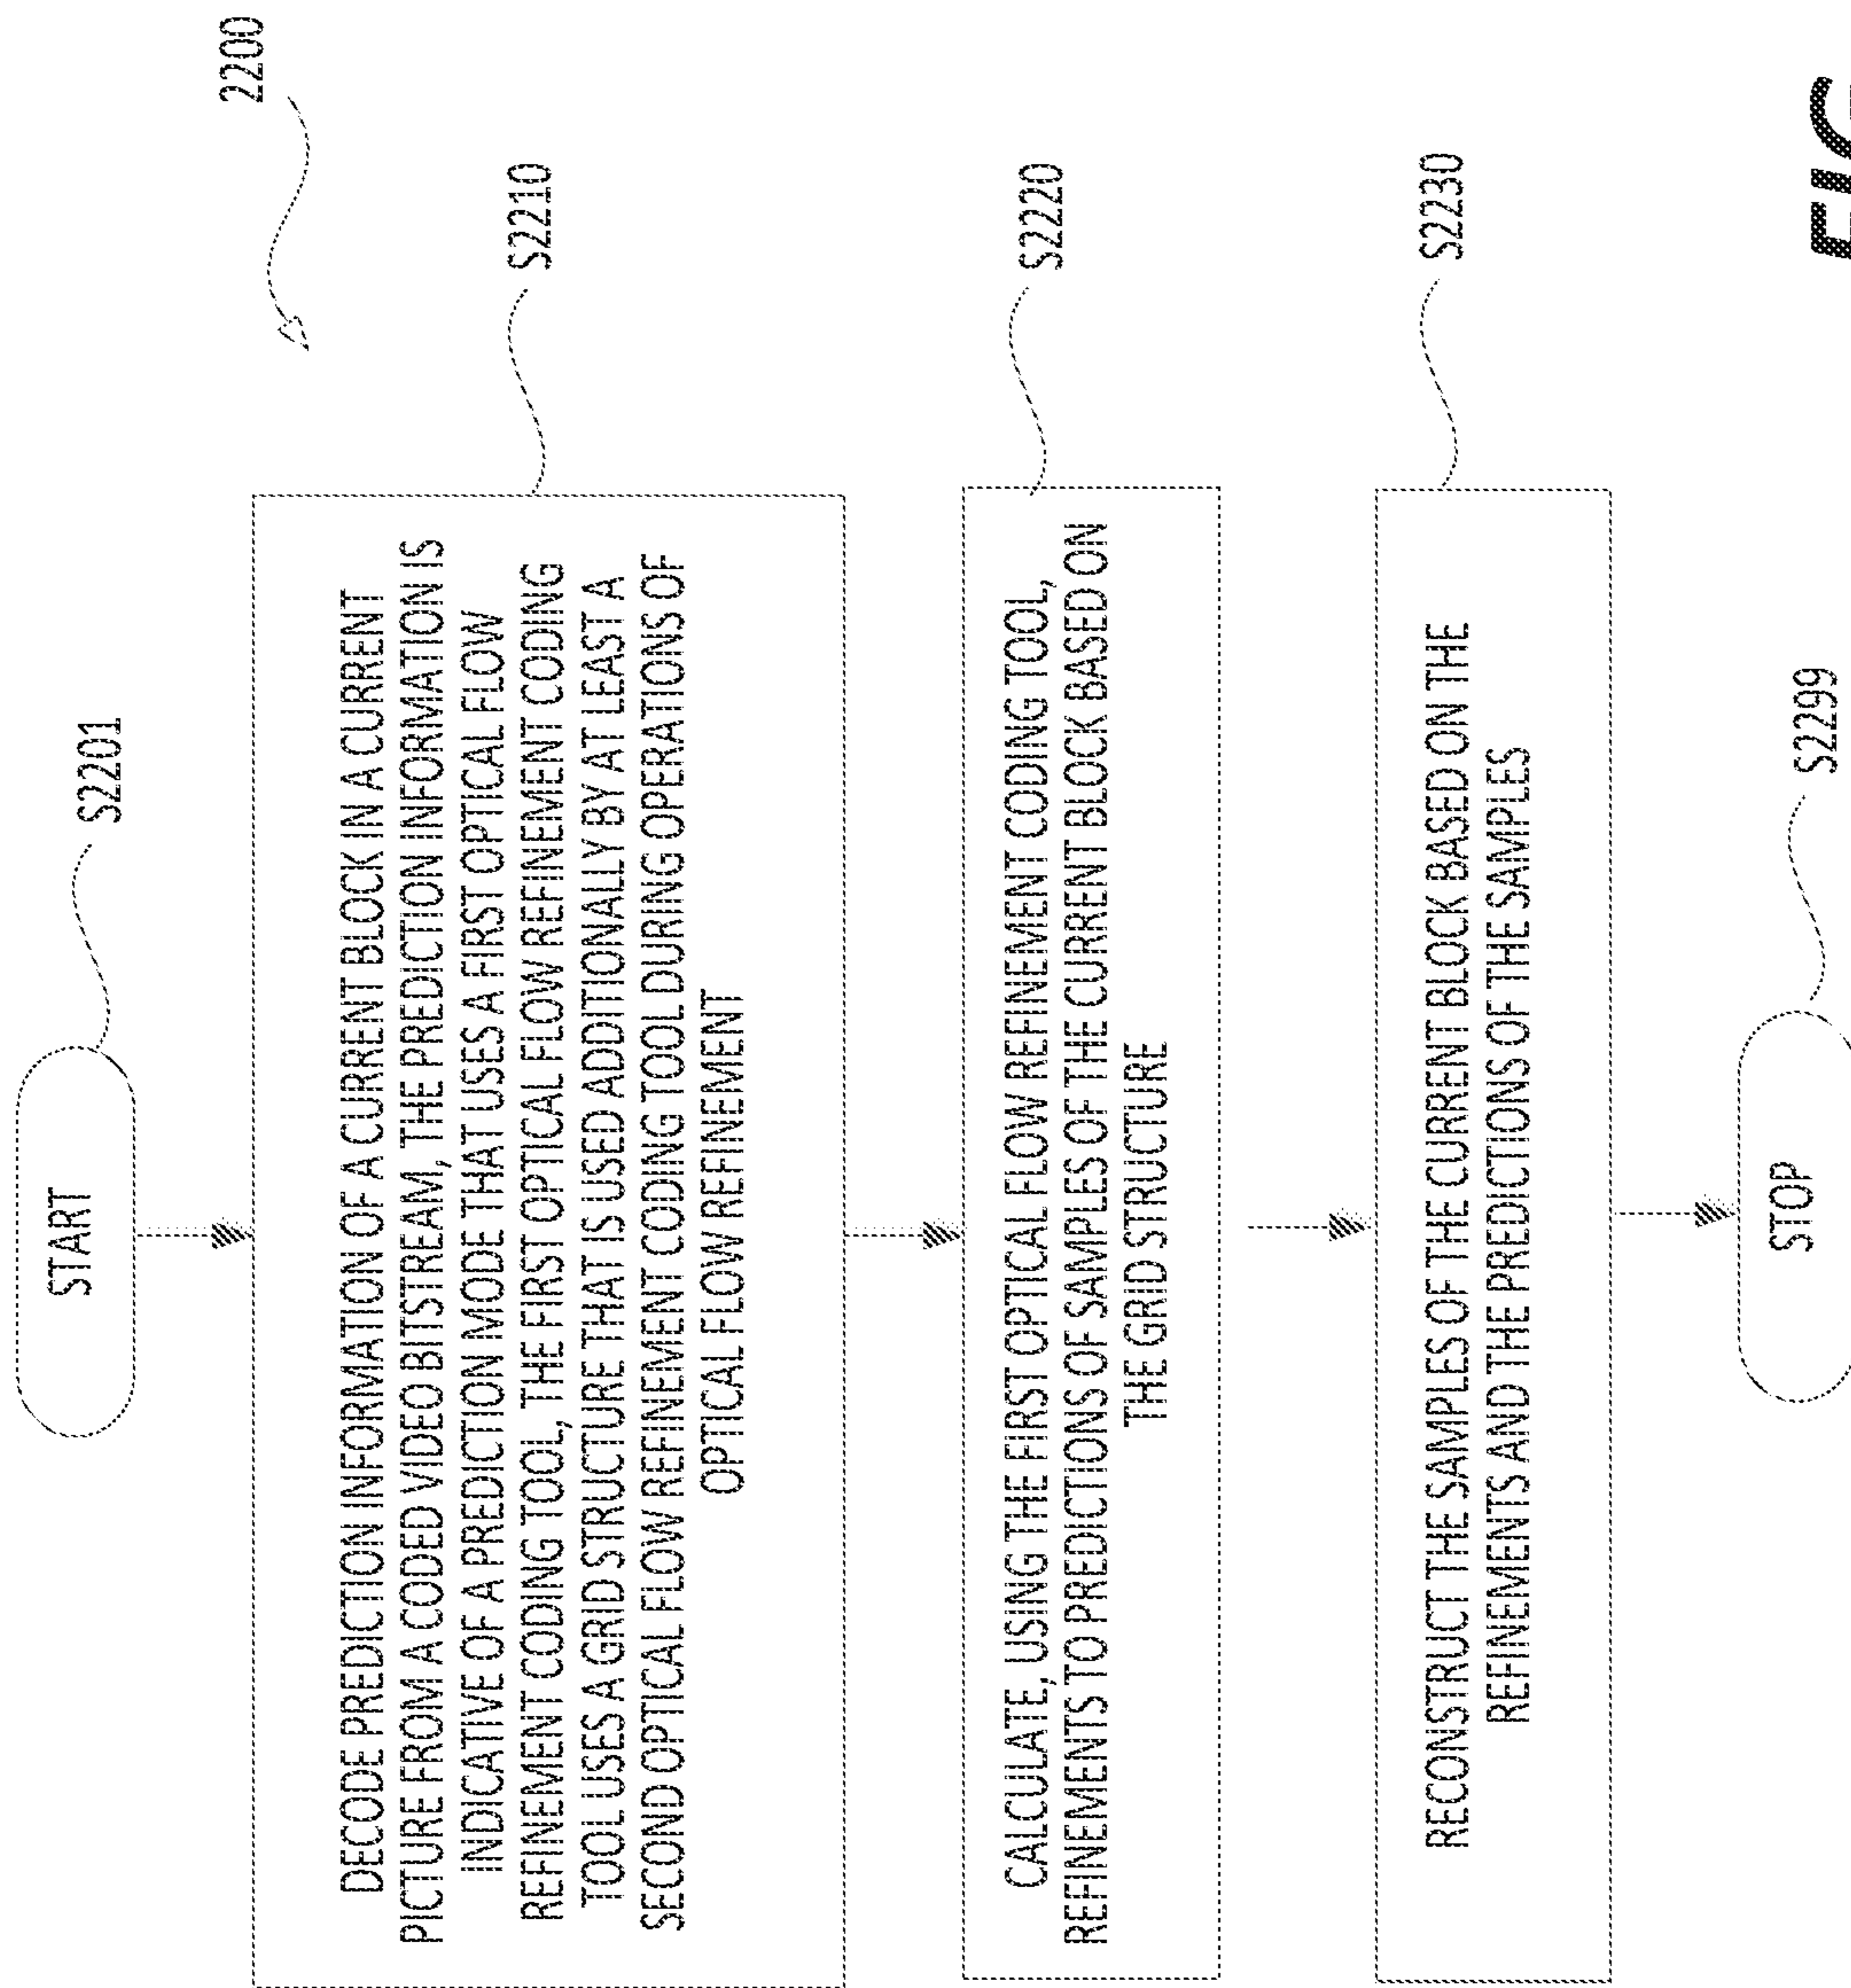 2200
START
S2201
DECODE PREDICTION INFORMATION OF A CURRENT BLOCK IN A CURRENT
PICTURE FROM A CODED VIDEO BITSTREAM, THE PREDICTION INFORMATION IS
INDICATIVE OF A PREDICTION MODE THAT USES A FIRST OPTICAL FLOW
REFINEMENT CODING TOOL, THE FIRST OPTICAL FLOW REFINEMENT CODING
TOOL USES A GRID STRUCTURE THAT IS USED ADDITIONALLY BY AT LEAST A
SECOND OPTICAL FLOW REFINEMENT CODING TOOL DURING OPERATIONS OF
OPTICAL FLOW REFINEMENT
S2210
CALCULATE, USING THE FIRST OPTICAL FLOW REFINEMENT CODING TOOL,
REFINEMENTS TO PREDICTIONS OF SAMPLES OF THE CURRENT BLOCK BASED ON
THE GRID STRUCTURE
S2220
RECONSTRUCT THE SAMPLES OF THE CURRENT BLOCK BASED ON THE
REFINEMENTS AND THE PREDICTIONS OF THE SAMPLES
S2230
STOP
S2299